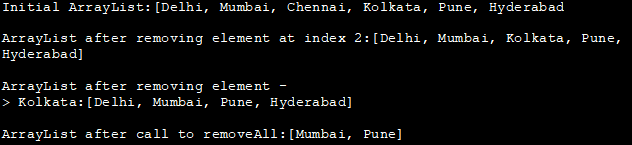 Initial ArrayList:[Delhi, Mumbai, Chennai, Kolkata, Pune, Hyderabad
ArrayList after removing element at index 2:[Delhi, Mumbai, Kolkata, Pune,
Hyderabad]
ArrayList after removing element –
> Kolkata:[Delhi, Mumbai, Pune, Hyderabad]
ArrayList after call to removeAll:[Mumbai, Pune]